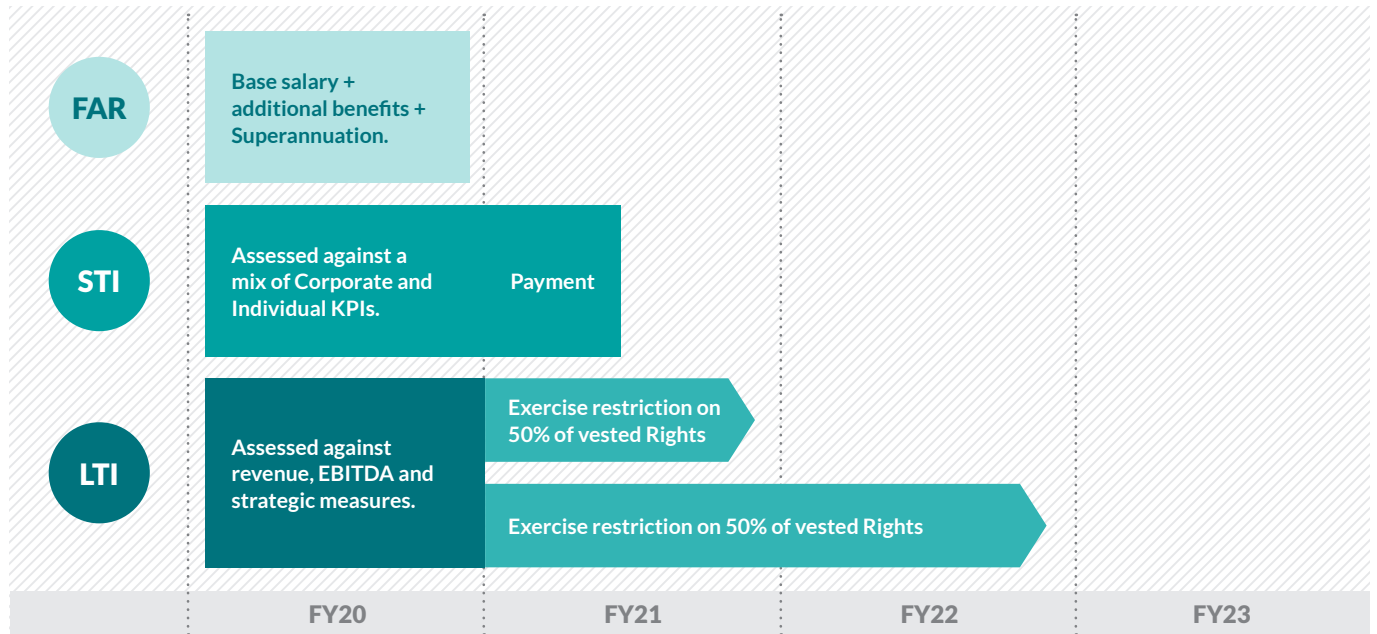 FAR
Base salary +
additional benefits +
Superannuation.
STI
Assessed against a
mix of Corporate and
Individual KPIs.
Payment
LTI
Assessed against
revenue, EBITDA and
strategic measures.
Exercise restriction on
50% of vested Rights
Exercise restriction on 50% of vested Rights
FY20
FY21
FY22
FY23